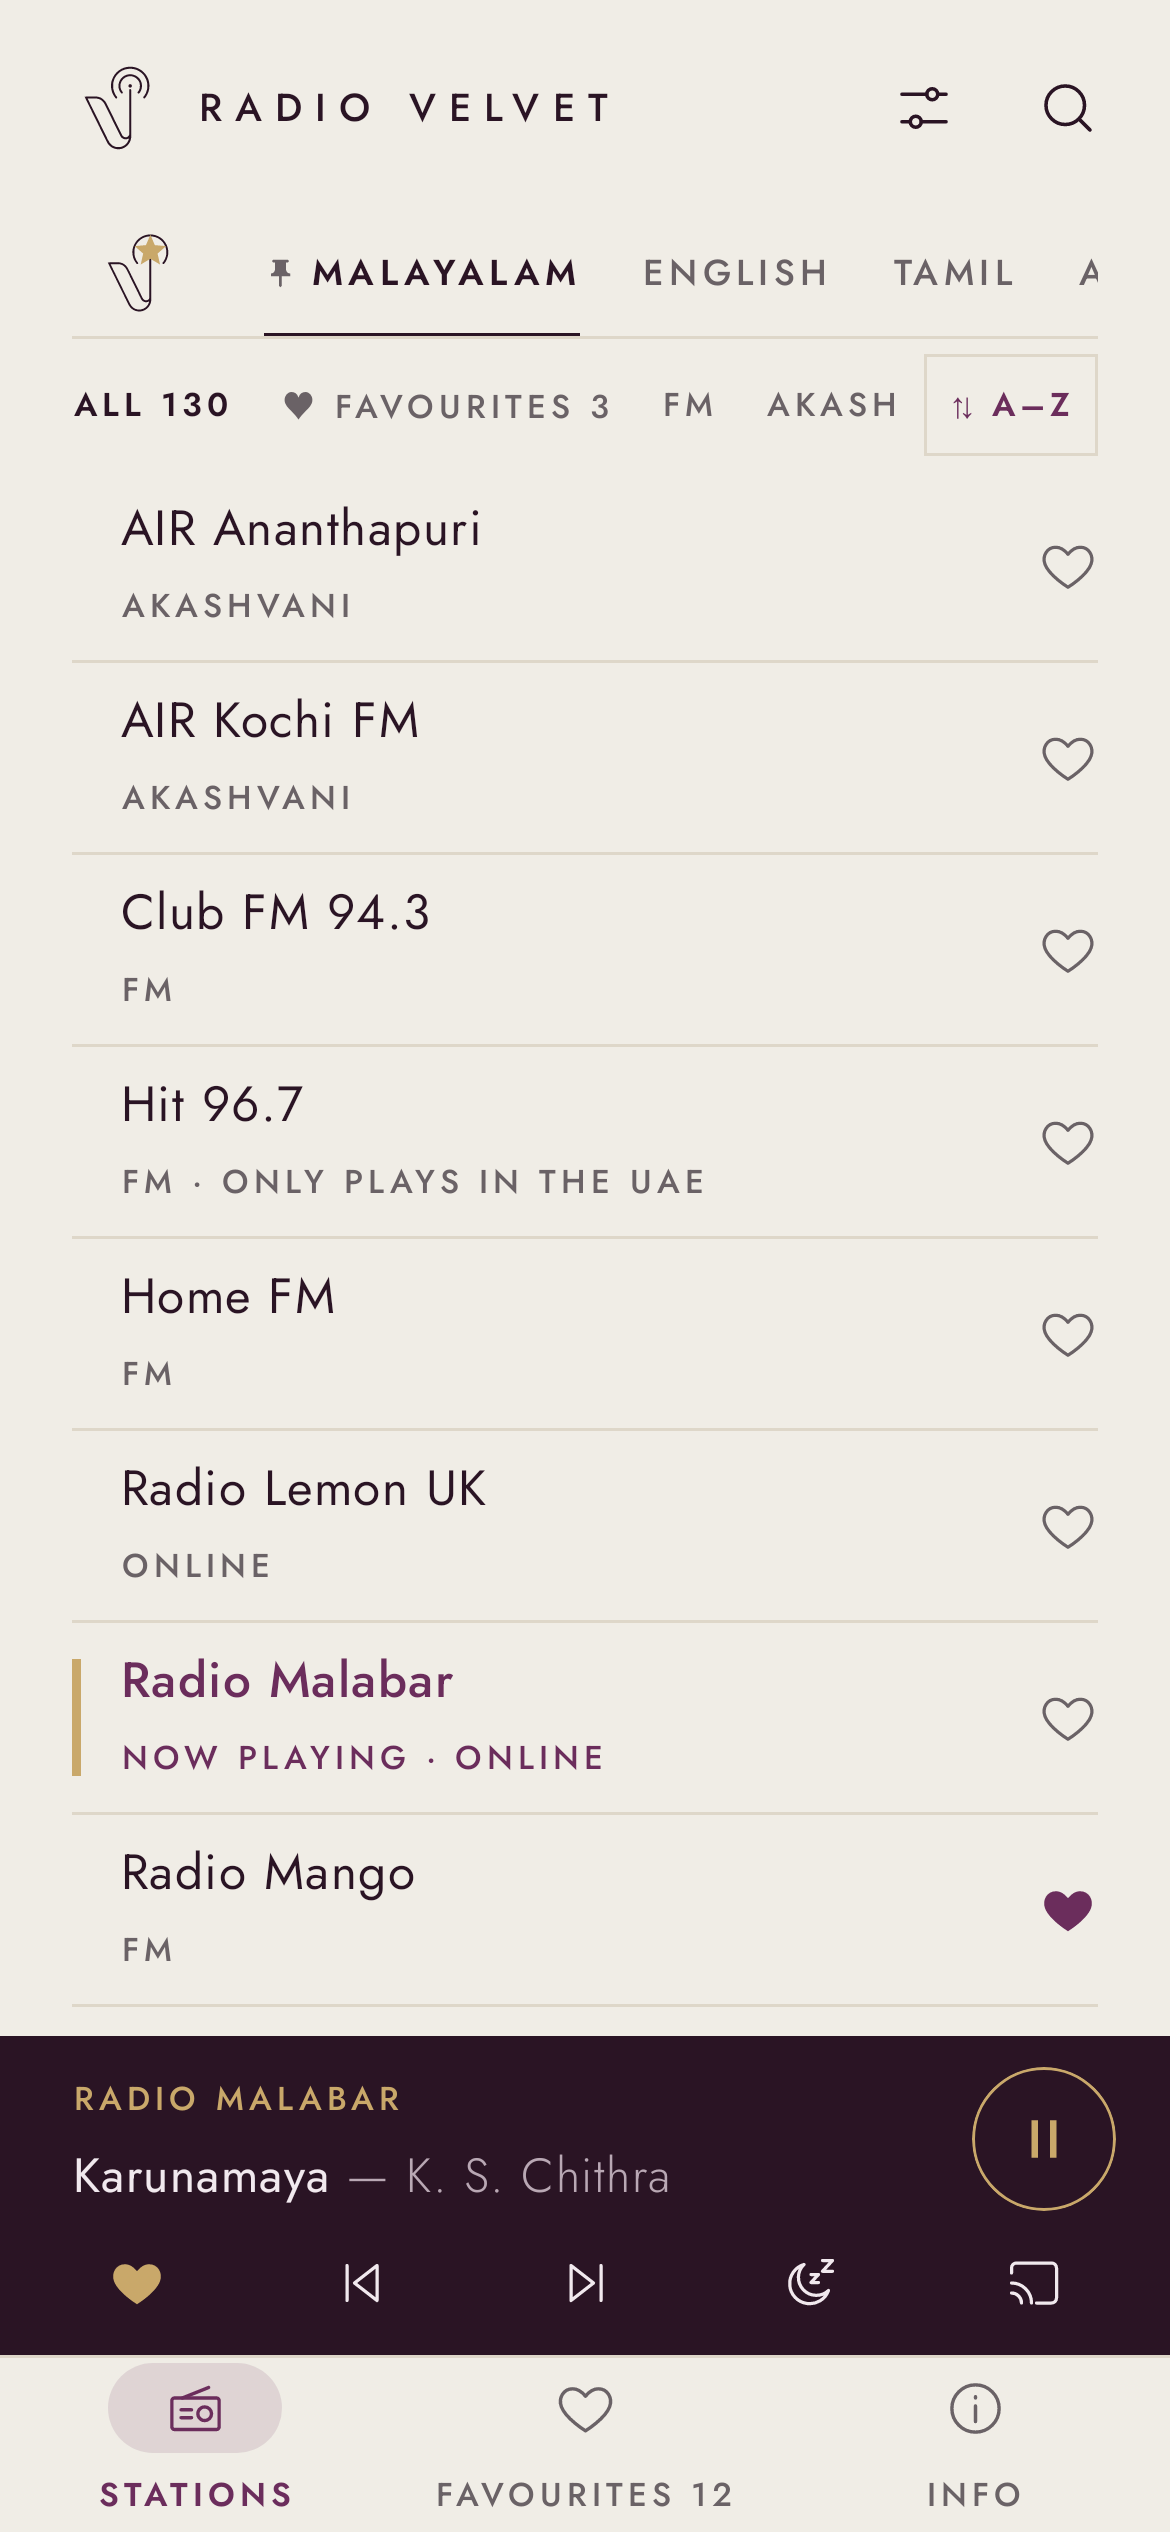 RADIO VELVET
MALAYALAM ENGLISH TAMIL A
ALL 130 ♥ FAVOURITES 3 FM AKASH ↑↓ A–Z
AIR Ananthapuri
AKASHVANI
AIR Kochi FM
AKASHVANI
Club FM 94.3
FM
Hit 96.7
FM · ONLY PLAYS IN THE UAE
Home FM
FM
Radio Lemon UK
ONLINE
Radio Malabar
NOW PLAYING · ONLINE
Radio Mango
FM
RADIO MALABAR
Karunamaya — K. S. Chithra
STATIONS FAVOURITES 12 INFO